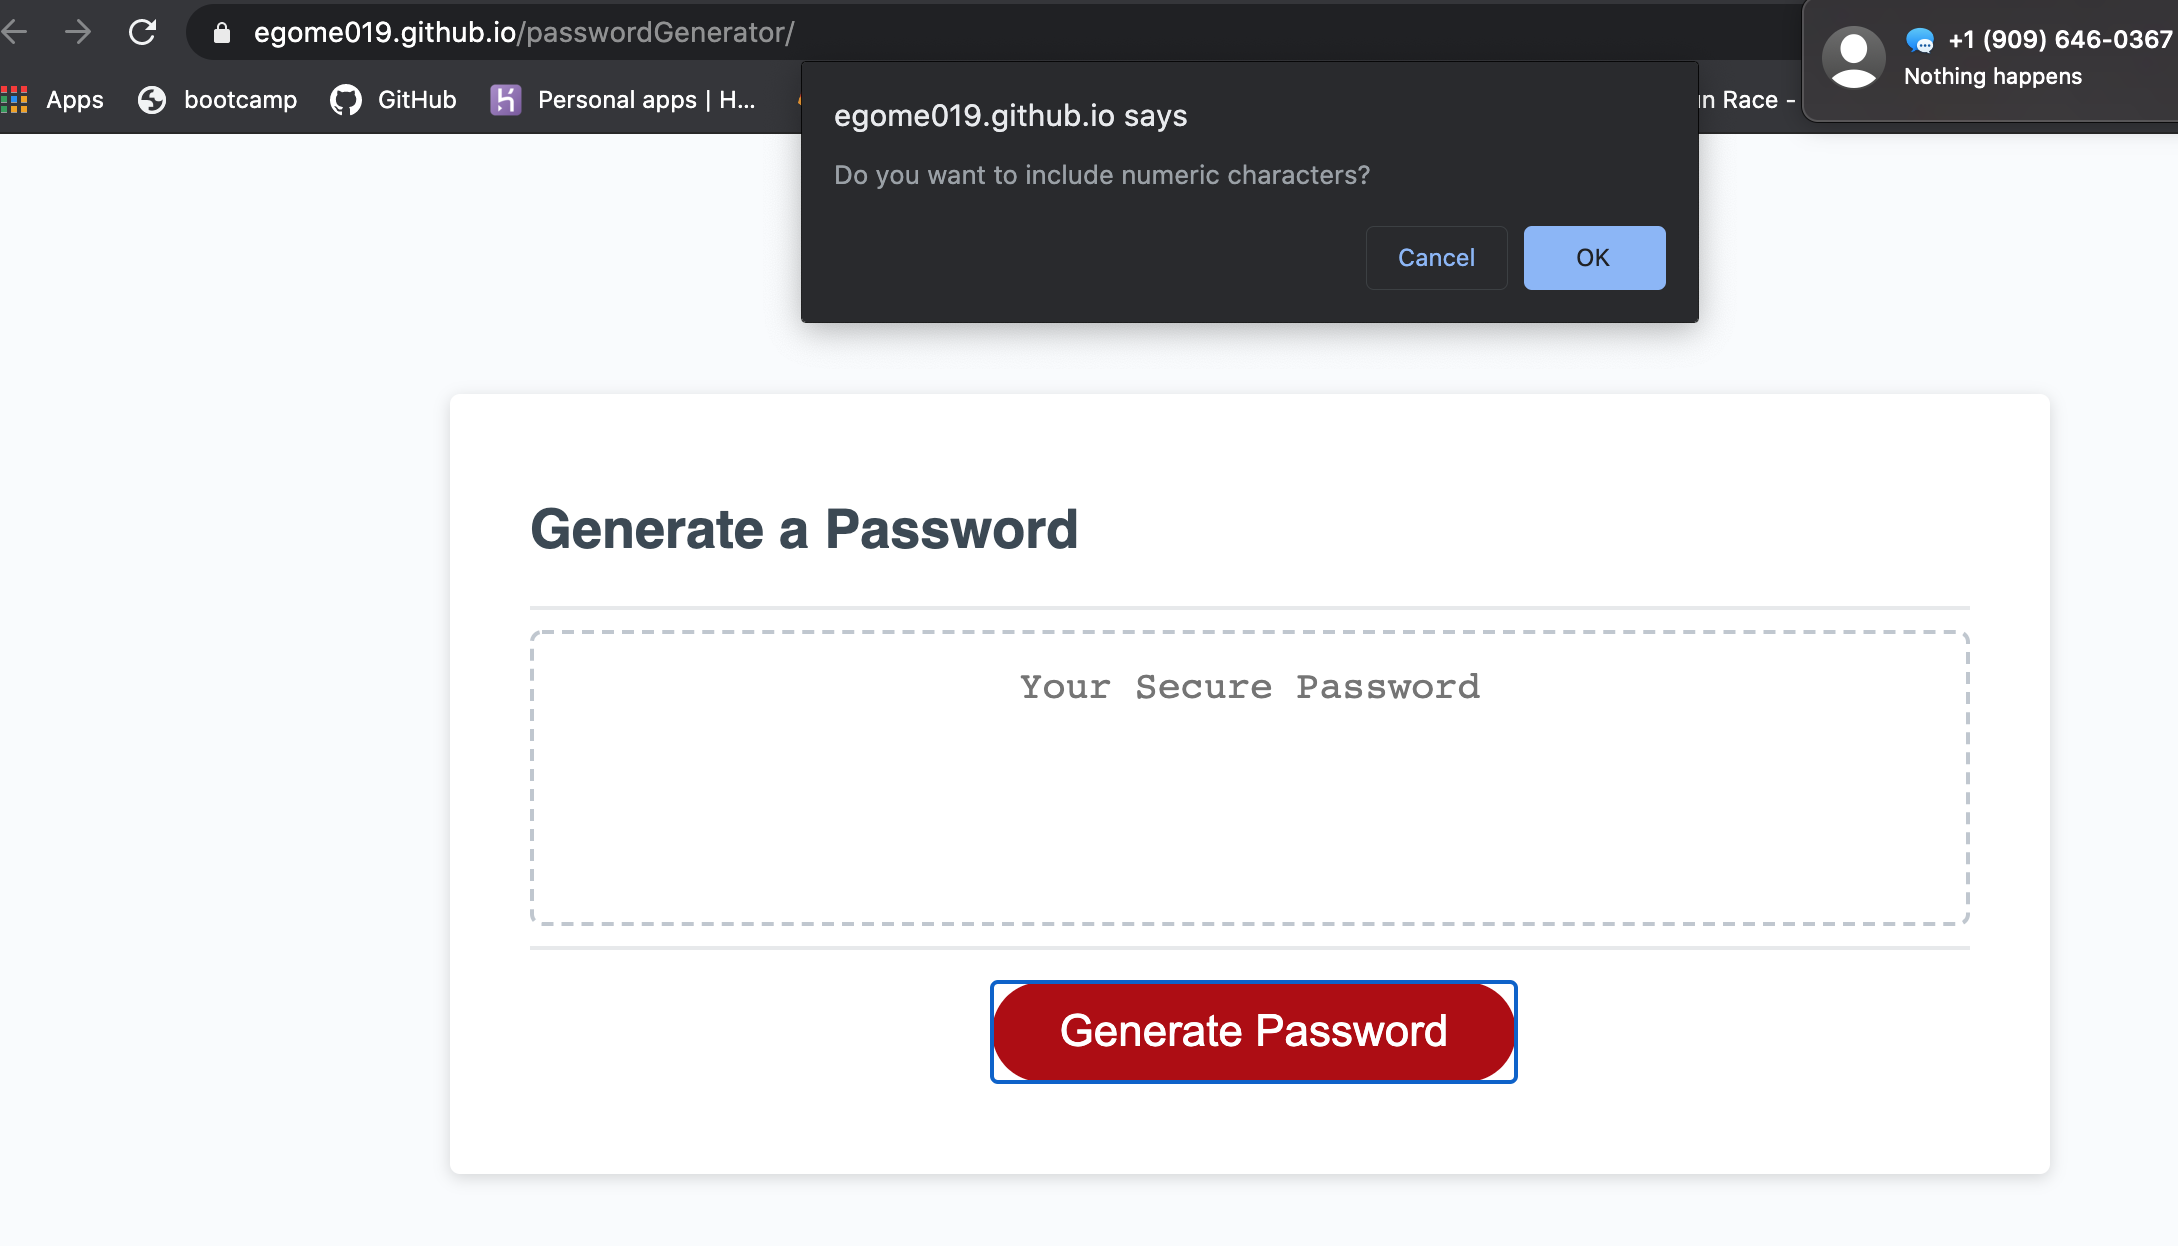 egome019.github.io/passwordGenerator/
+1 (909) 646-0367
Nothing happens
Apps
bootcamp
GitHub
Personal apps | H...
Race -
egome019.github.io says
Do you want to include numeric characters?
Cancel
OK
Generate a Password
Your Secure Password
Generate Password